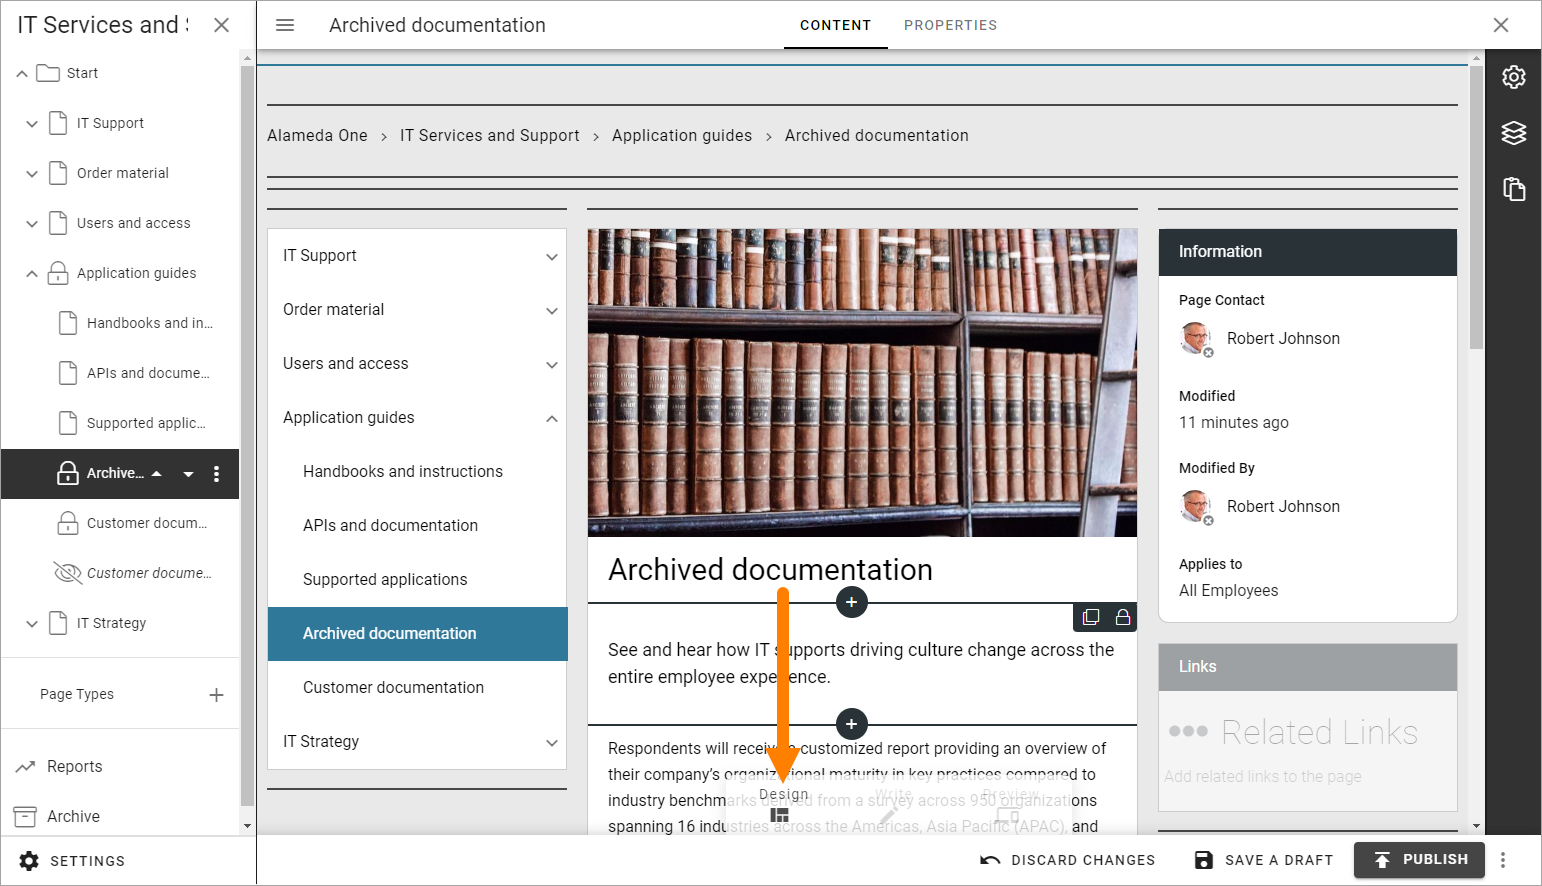 IT Services and
Archived documentation
CONTENT
PROPERTIES
Start
IT Support
Order material
Users and access
Application guides
Handbooks and in...
APIs and docume...
Supported applic...
Archive...
Customer docum...
Customer docume...
IT Strategy
Page Types
Reports
Archive
SETTINGS
Alameda One > IT Services and Support > Application guides > Archived documentation
IT Support
Order material
Users and access
Application guides
Handbooks and instructions
APIs and documentation
Supported applications
Archived documentation
Customer documentation
IT Strategy
Archived documentation
See and hear how IT supports driving culture change across the
entire employee experience.
Respondents will receive a customized report providing an overview of
their company's organizational maturity in key practices compared to
industry benchmarks derived from a survey across 950 organizations
spanning 16 industries across the Americas, Asia Pacific (APAC), and
Design
Write
Preview
Information
Page Contact
Robert Johnson
Modified
11 minutes ago
Modified By
Robert Johnson
Applies to
All Employees
Links
Related Links
Add related links to the page
DISCARD CHANGES
SAVE A DRAFT
PUBLISH